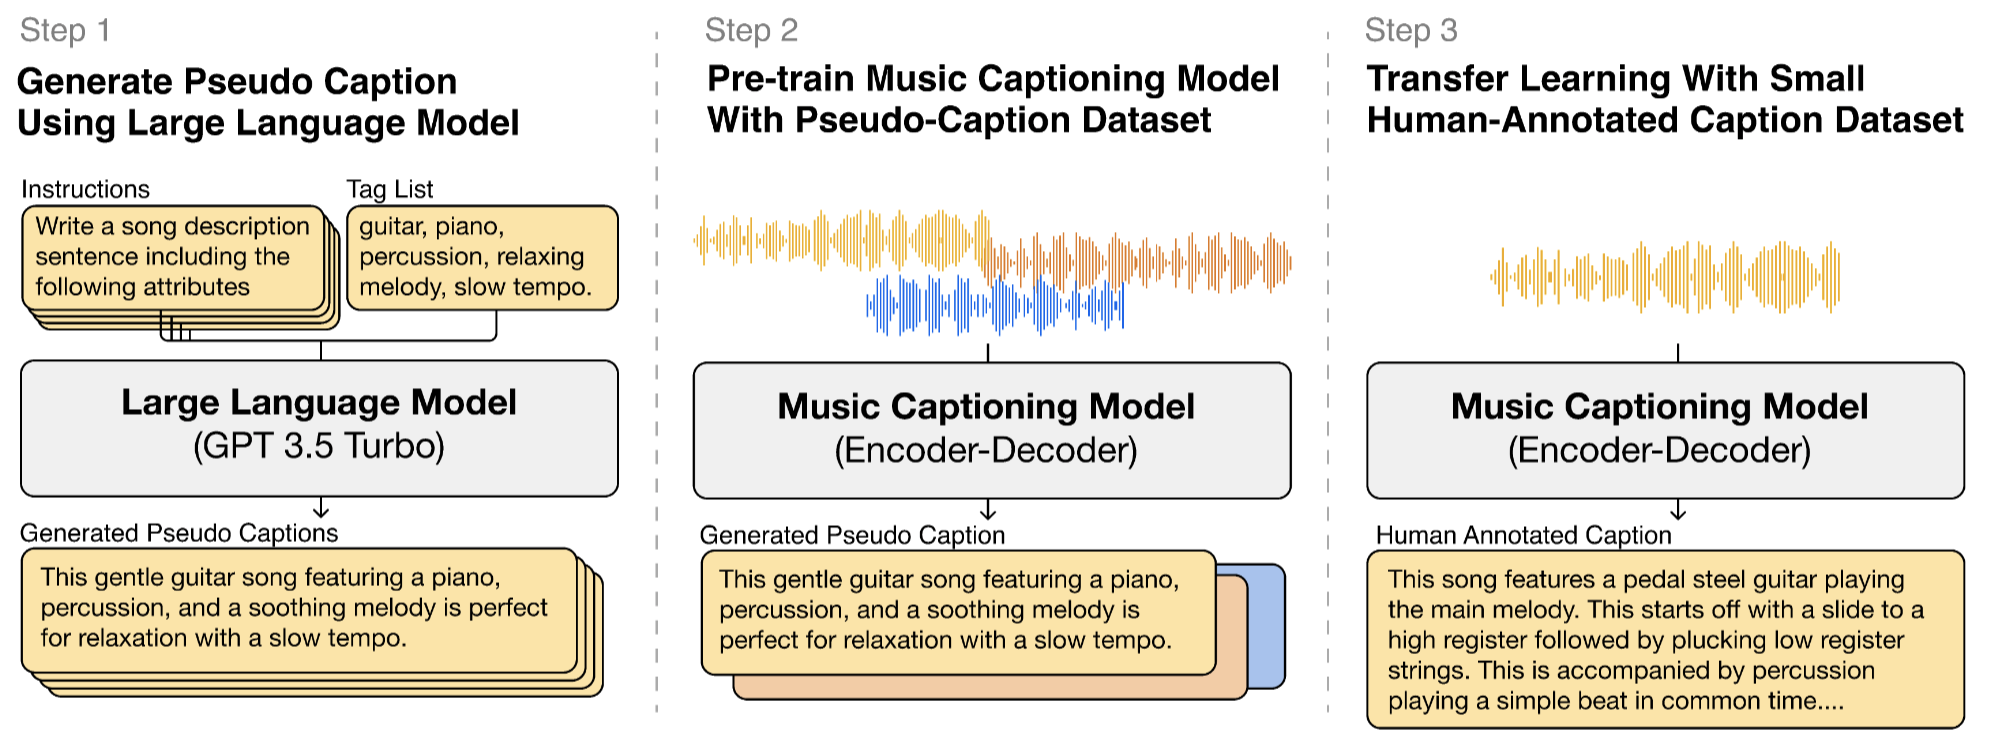 Step 1
Generate Pseudo Caption
Using Large Language Model
Instructions
Write a song description
sentence including the
following attributes
Tag List
guitar, piano,
percussion, relaxing
melody, slow tempo.
Large Language Model
(GPT 3.5 Turbo)
Generated Pseudo Captions
This gentle guitar song featuring a piano,
percussion, and a soothing melody is perfect
for relaxation with a slow tempo.
Step 2
Pre-train Music Captioning Model
With Pseudo-Caption Dataset
Music Captioning Model
(Encoder-Decoder)
Generated Pseudo Caption
This gentle guitar song featuring a piano,
percussion, and a soothing melody is
perfect for relaxation with a slow tempo.
Step 3
Transfer Learning With Small
Human-Annotated Caption Dataset
Music Captioning Model
(Encoder-Decoder)
Human Annotated Caption
This song features a pedal steel guitar playing
the main melody. This starts off with a slide to a
high register followed by plucking low register
strings. This is accompanied by percussion
playing a simple beat in common time....